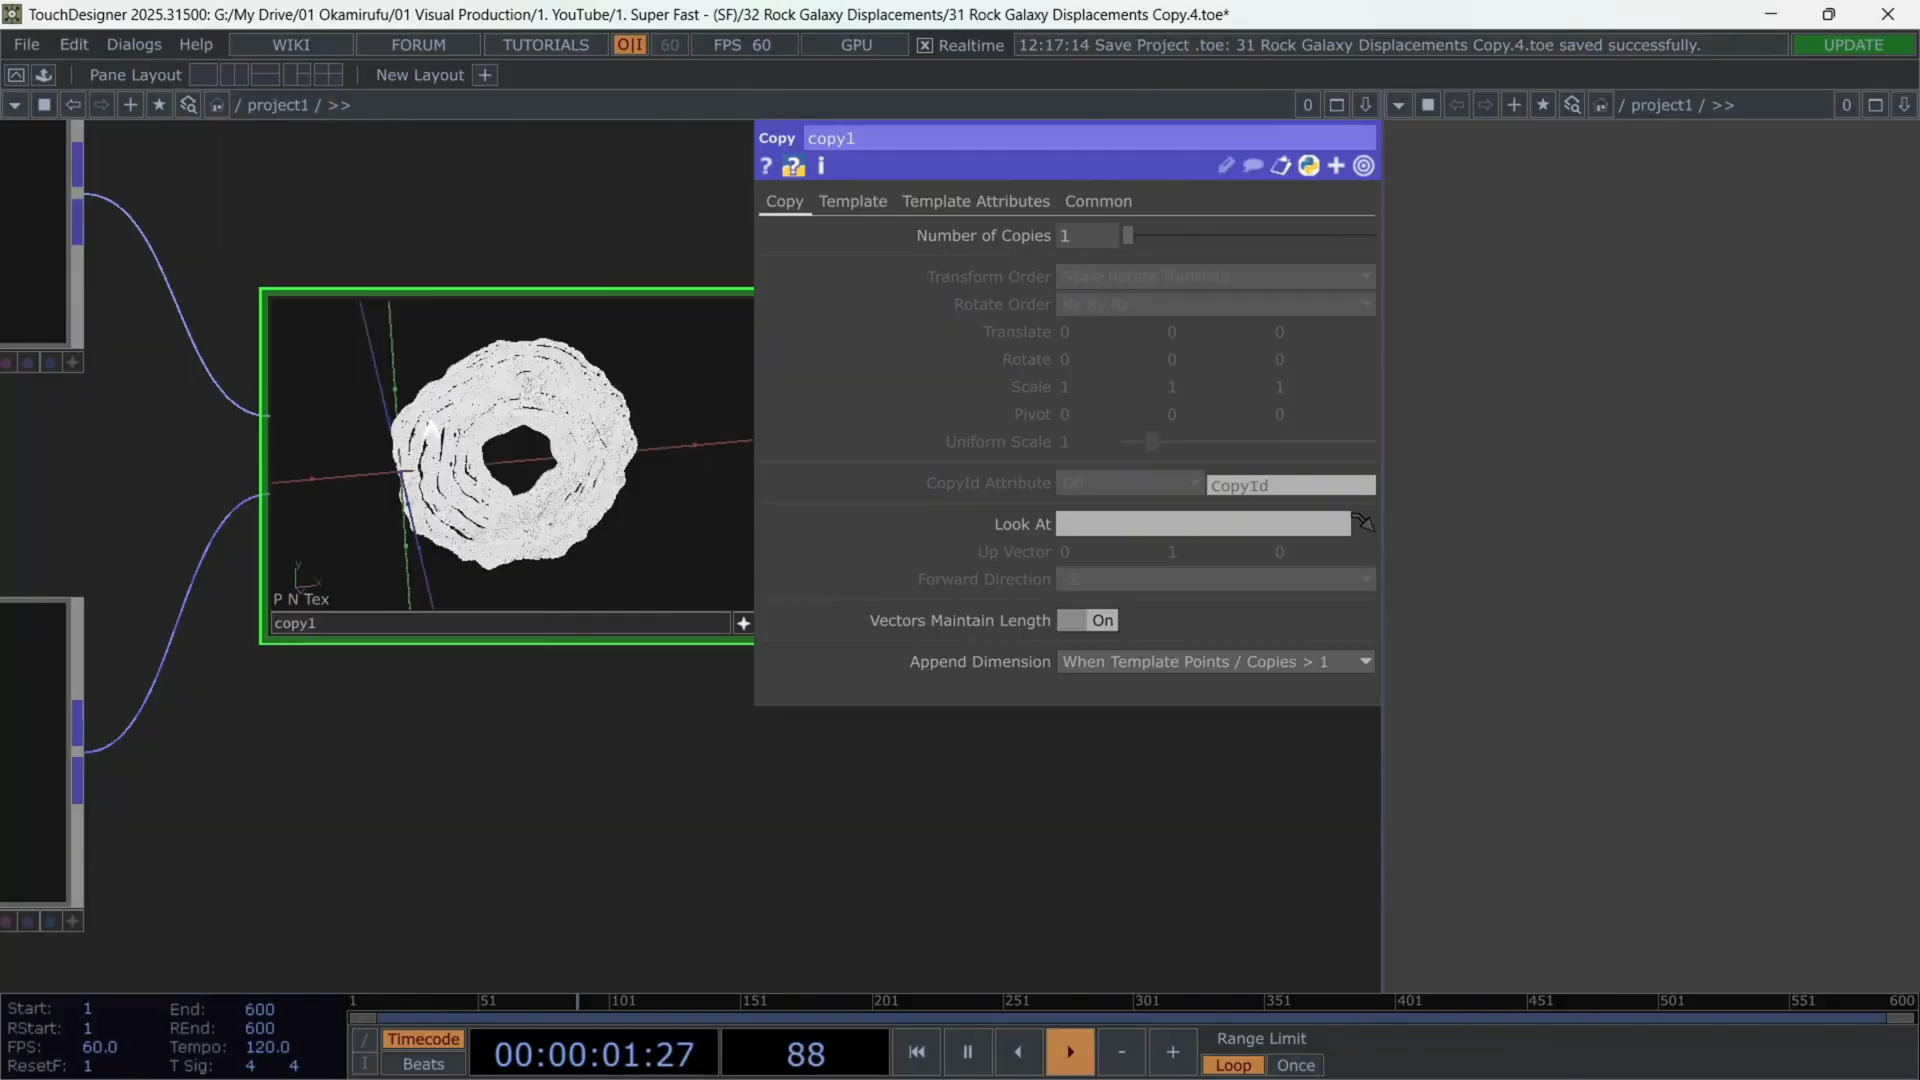 TouchDesigner 2025.31500: G:/My Drive/01 Okamirufu/01 Visual Production/1. YouTube/1. Super Fast - (SF)/32 Rock Galaxy Displacements/31 Rock Galaxy Displacements Copy.4.toe*
File Edit Dialogs Help WIKI FORUM TUTORIALS O|I 60 FPS 60 GPU Realtime 12:17:14 Save Project .toe: 31 Rock Galaxy Displacements Copy.4.toe saved successfully. UPDATE
Pane Layout New Layout +
/ project1 / >> 0 / project1 / >> 0
Copy copy1
Copy Template Template Attributes Common
Number of Copies 1
Transform Order Scale Rotate Translate
Rotate Order Rx Ry Rz
Translate 0 0 0
Rotate 0 0 0
Scale 1 1 1
Pivot 0 0 0
Uniform Scale 1
CopyId Attribute Off CopyId
Look At
Up Vector 0 1 0
Forward Direction -Z
Vectors Maintain Length On
Append Dimension When Template Points / Copies > 1
y
x
P N Tex
copy1
1 51 101 151 201 251 301 351 401 451 501 551 600
Start: 1 End: 600
RStart: 1 REnd: 600
FPS: 60.0 Tempo: 120.0
ResetF: 1 T Sig: 4 4
Timecode
Beats
00:00:01:27 88
- +
Range Limit
Loop Once